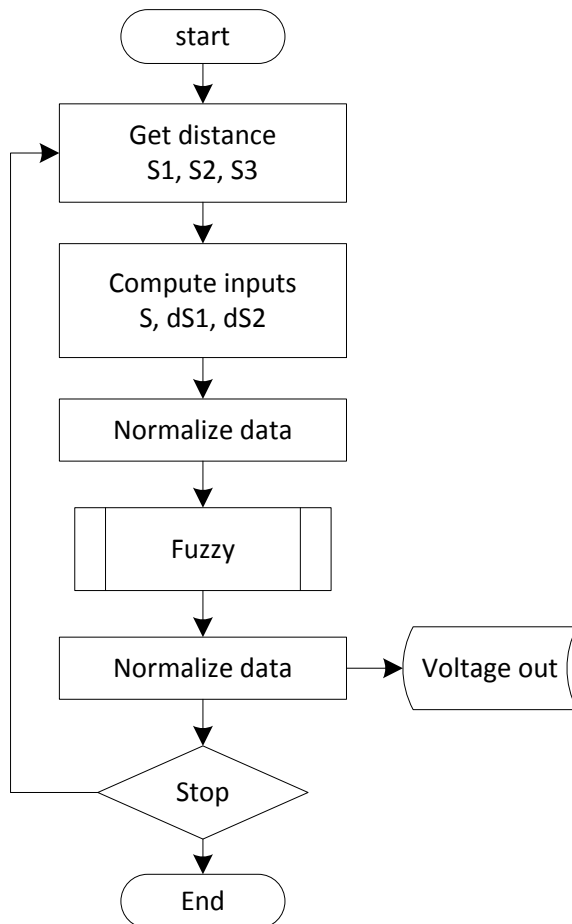 start
Get distance
S1, S2, S3
Compute inputs
S, dS1, dS2
Normalize data
Fuzzy
Normalize data
Voltage out
Stop
End